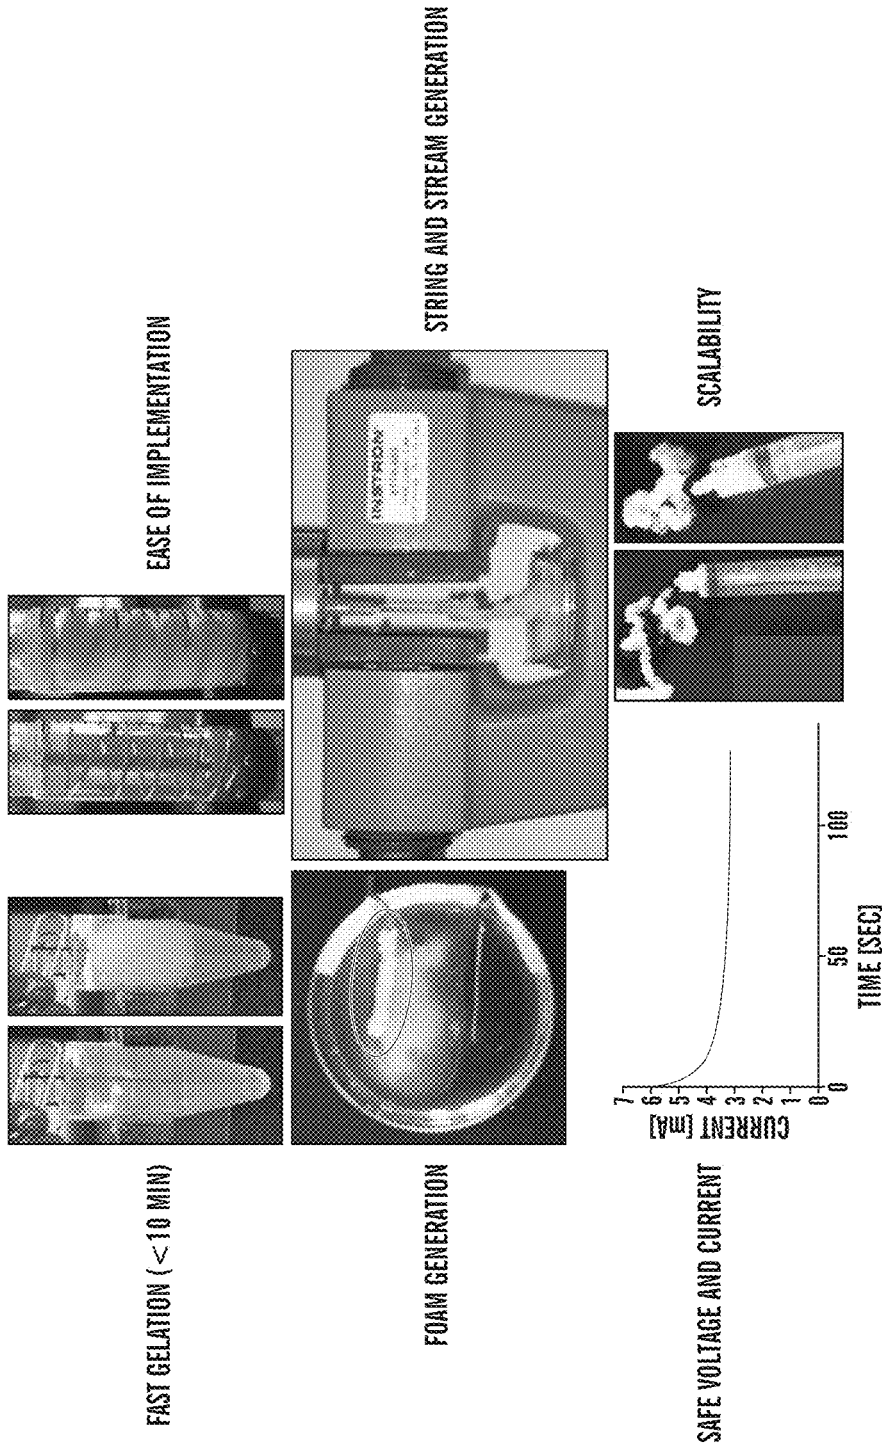 FAST GELATION (<10 MIN)
EASE OF IMPLEMENTATION
FOAM GENERATION
INSTRON
STRING AND STREAM GENERATION
SAFE VOLTAGE AND CURRENT
CURRENT [mA]
7
6
5
4
3
2
1
0
0
50
100
TIME [SEC]
SCALABILITY